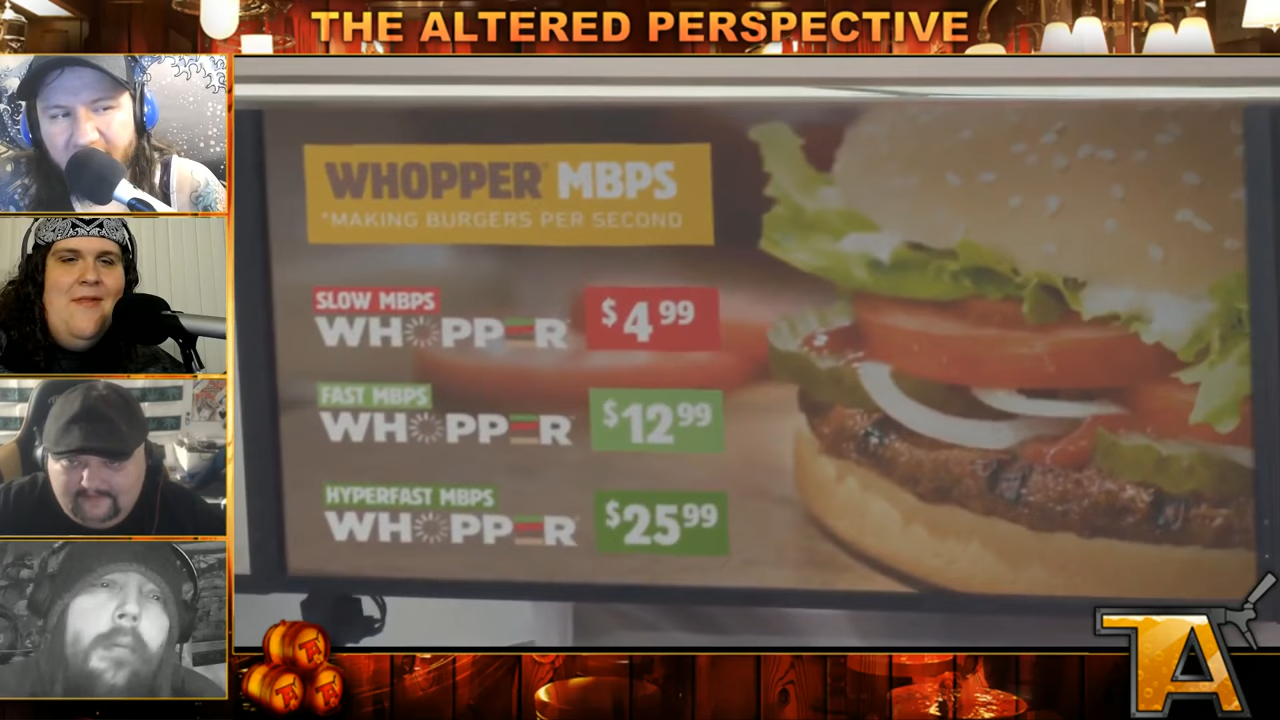 THE ALTERED PERSPECTIVE
WHOPPER® MBPS
*MAKING BURGERS PER SECOND
SLOW MBPS
WHOPPER $4.99
FAST MBPS
WHOPPER $12.99
HYPERFAST MBPS
WHOPPER $25.99
TA